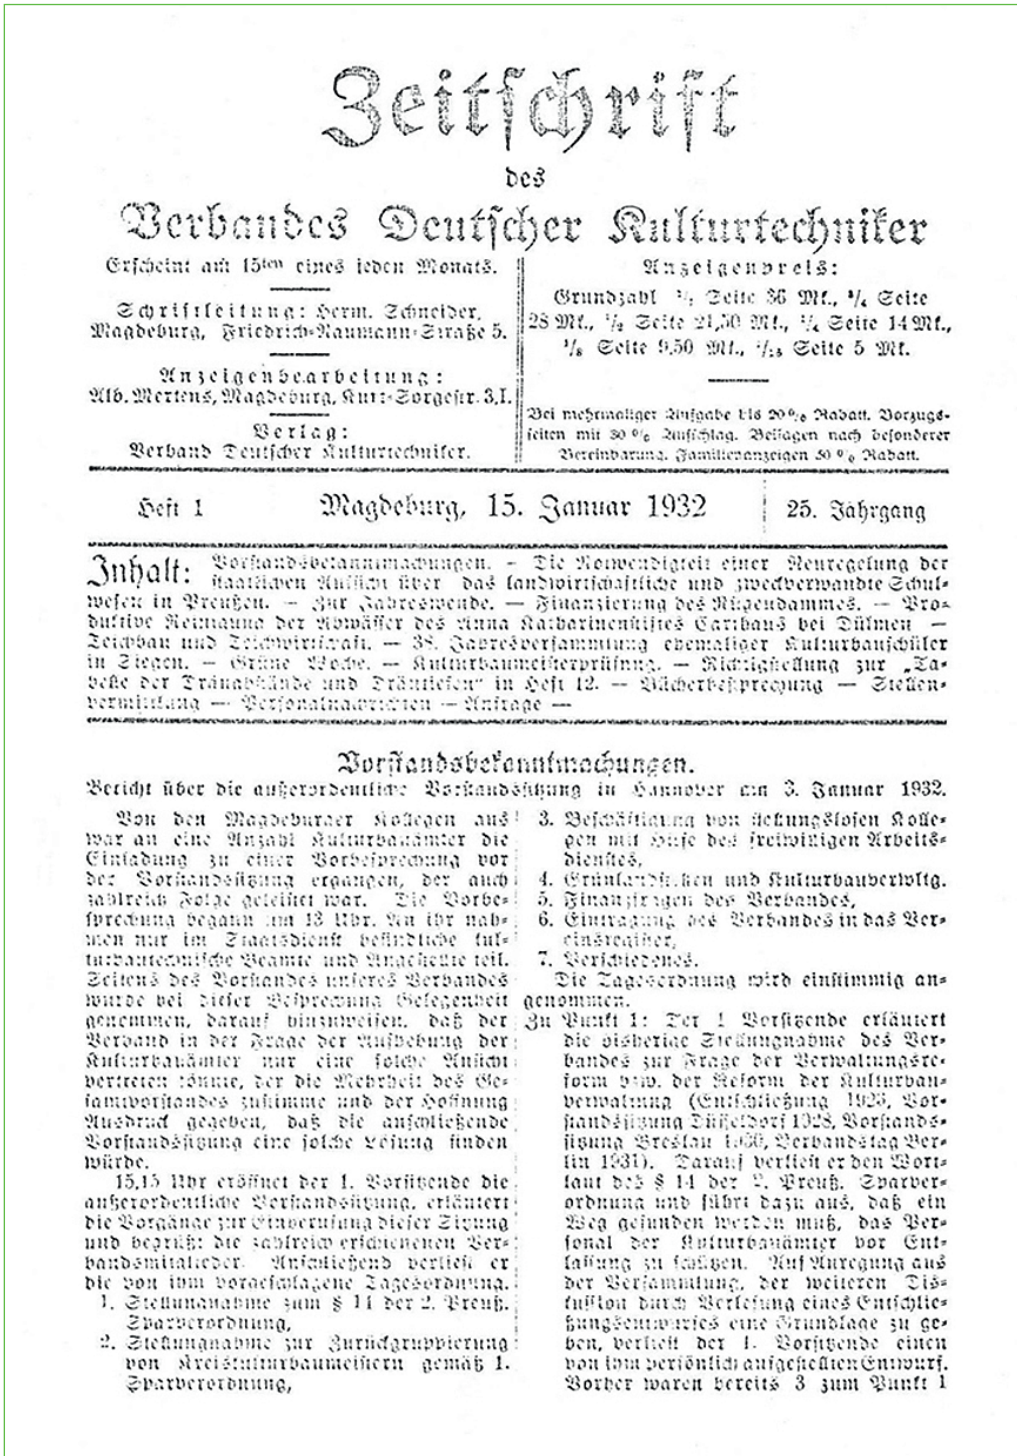 Zeitschrift
des
Verbandes Deutscher Kulturtechniker
Erscheint am 15ten eines jeden Monats.
Schriftleitung: Herm. Schneider,
Magdeburg, Friedrich-Naumann-Straße 5.
Anzeigenbearbeitung:
Alb. Mertens, Magdeburg, Kurt-Sorgestr. 3,I.
Verlag:
Verband Deutscher Kulturtechniker.
Anzeigenpreis:
Grundzahl Seite 36 Mk., ¾ Seite
28 Mk., ½ Seite 21,50 Mk., ¼ Seite 14 Mk.,
⅛ Seite 9,50 Mk., Seite 5 Mk.
Bei mehrmaliger Aufgabe bis 20% Rabatt. Vorzugs-
seiten mit 30% Aufschlag. Beilagen nach besonderer
Vereinbarung. Familienanzeigen 50% Rabatt.
Heft 1
Magdeburg, 15. Januar 1932
25. Jahrgang
Inhalt: Vorstandsbekanntmachungen. – Die Notwendigkeit einer Neuregelung der
staatlichen Aufsicht über das landwirtschaftliche und zweckverwandte Schul-
wesen in Preußen. – Zur Jahreswende. – Finanzierung des Rügendammes. – Pro-
duktive Reinigung der Abwässer des Anna Katharinenstiftes Carthaus bei Dülmen –
Teichbau und Teichwirtschaft. – 38. Jahresversammlung ehemaliger Kulturbauschüler
in Siegen. – Grüne Woche. – Kulturbaumeisterprüfung. – Richtigstellung zur „Ta-
belle der Dränabstände und Dräntiefen“ in Heft 12. – Bücherbesprechung – Stellen-
vermittlung – Personalnachrichten – Anfrage –
Vorstandsbekanntmachungen.
Bericht über die außerordentliche Vorstandssitzung in Hannover am 3. Januar 1932.
Von den Magdeburger Kollegen aus
war an eine Anzahl Kulturbauämter die
Einladung zu einer Vorbesprechung vor
der Vorstandssitzung ergangen, der auch
zahlreich Folge geleistet war. Die Vorbe-
sprechung begann um 13 Uhr. An ihr nah-
men nur im Staatsdienst befindliche kul-
turbautechnische Beamte und Angestellte teil.
Seitens des Vorstandes unseres Verbandes
wurde bei dieser Besprechung Gelegenheit
genommen, darauf hinzuweisen, daß der
Verband in der Frage der Aufhebung der
Kulturbauämter nur eine solche Ansicht
vertreten könnte, der die Mehrheit des Ge-
samtvorstandes zustimme und der Hoffnung
Ausdruck gegeben, daß die anschließende
Vorstandssitzung eine solche Lösung finden
würde.
15,15 Uhr eröffnet der 1. Vorsitzende die
außerordentliche Vorstandssitzung, erläutert
die Vorgänge zur Einberufung dieser Sitzung
und begrüßt die zahlreich erschienenen Ver-
bandsmitglieder. Anschließend verliest er
die von ihm vorgeschlagene Tagesordnung.
1. Stellungnahme zum § 14 der 2. Preuß.
Sparverordnung,
2. Stellungnahme zur Zurückgruppierung
von Kreiskulturbaumeistern gemäß 1.
Sparverordnung,
3. Beschäftigung von stellungslosen Kolle-
gen mit Hilfe des freiwilligen Arbeits-
dienstes,
4. und Kulturbauverwltg.
5. Finanzfragen des Verbandes,
6. Eintragung des Verbandes in das Ver-
einsregister,
7. Verschiedenes.
Die Tagesordnung wird einstimmig an-
genommen.
Zu Punkt 1: Der 1. Vorsitzende erläutert
die bisherige Stellungnahme des Ver-
bandes zur Frage der Verwaltungsre-
form bzw. der Reform der Kulturbau-
verwaltung (Entschließung Vor-
standssitzung Düsseldorf 1928, Vorstands-
sitzung Breslau 1930, Verbandstag Ber-
lin 1931). Darauf verliest er den Wort-
laut des § 14 der 2. Preuß. Sparver-
ordnung und führt dazu aus, daß ein
Weg gefunden werden muß, das Per-
sonal der Kulturbauämter vor Ent-
lassung zu schützen. Auf Anregung aus
der Versammlung, der weiteren Dis-
kussion durch Verlesung eines Entschlie-
ßungsentwurfes eine Grundlage zu ge-
ben, verliest der 1. Vorsitzende einen
von ihm persönlich aufgestellten Entwurf.
Vorher waren bereits 3 zum Punkt 1